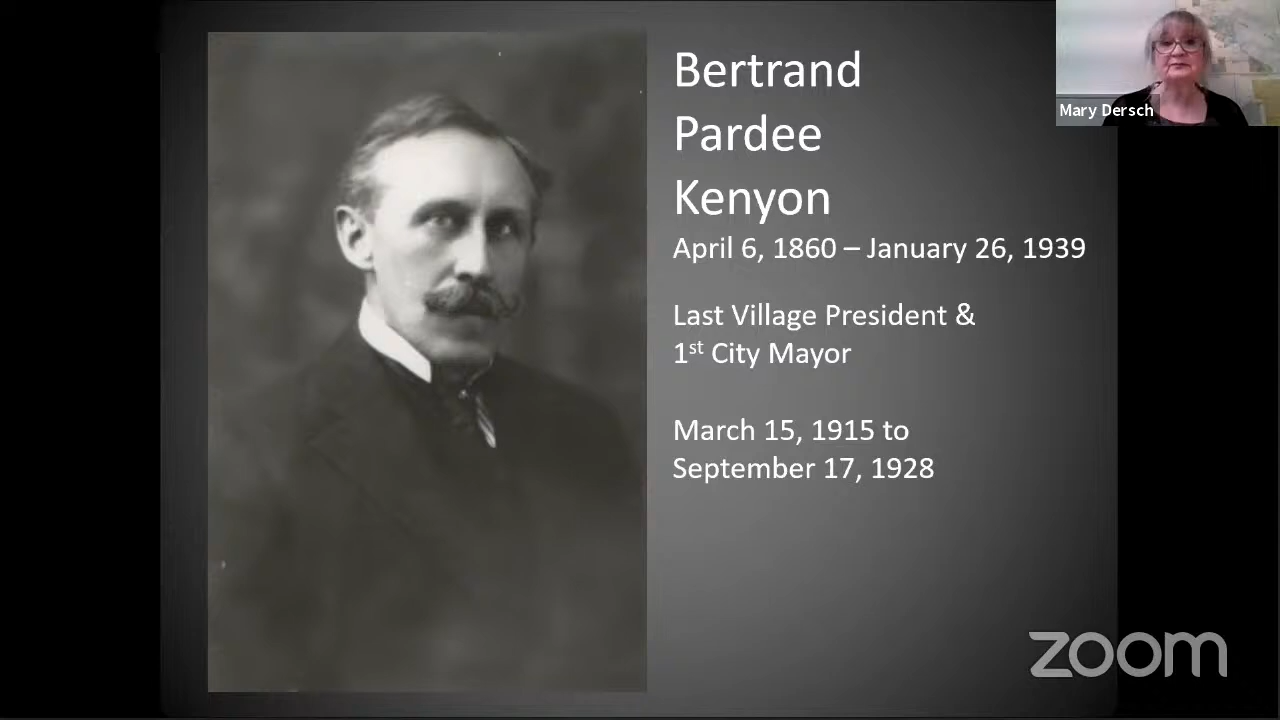 Bertrand
Pardee
Kenyon
April 6, 1860 – January 26, 1939
Last Village President &
1st City Mayor
March 15, 1915 to
September 17, 1928
Mary Dersch
zoom